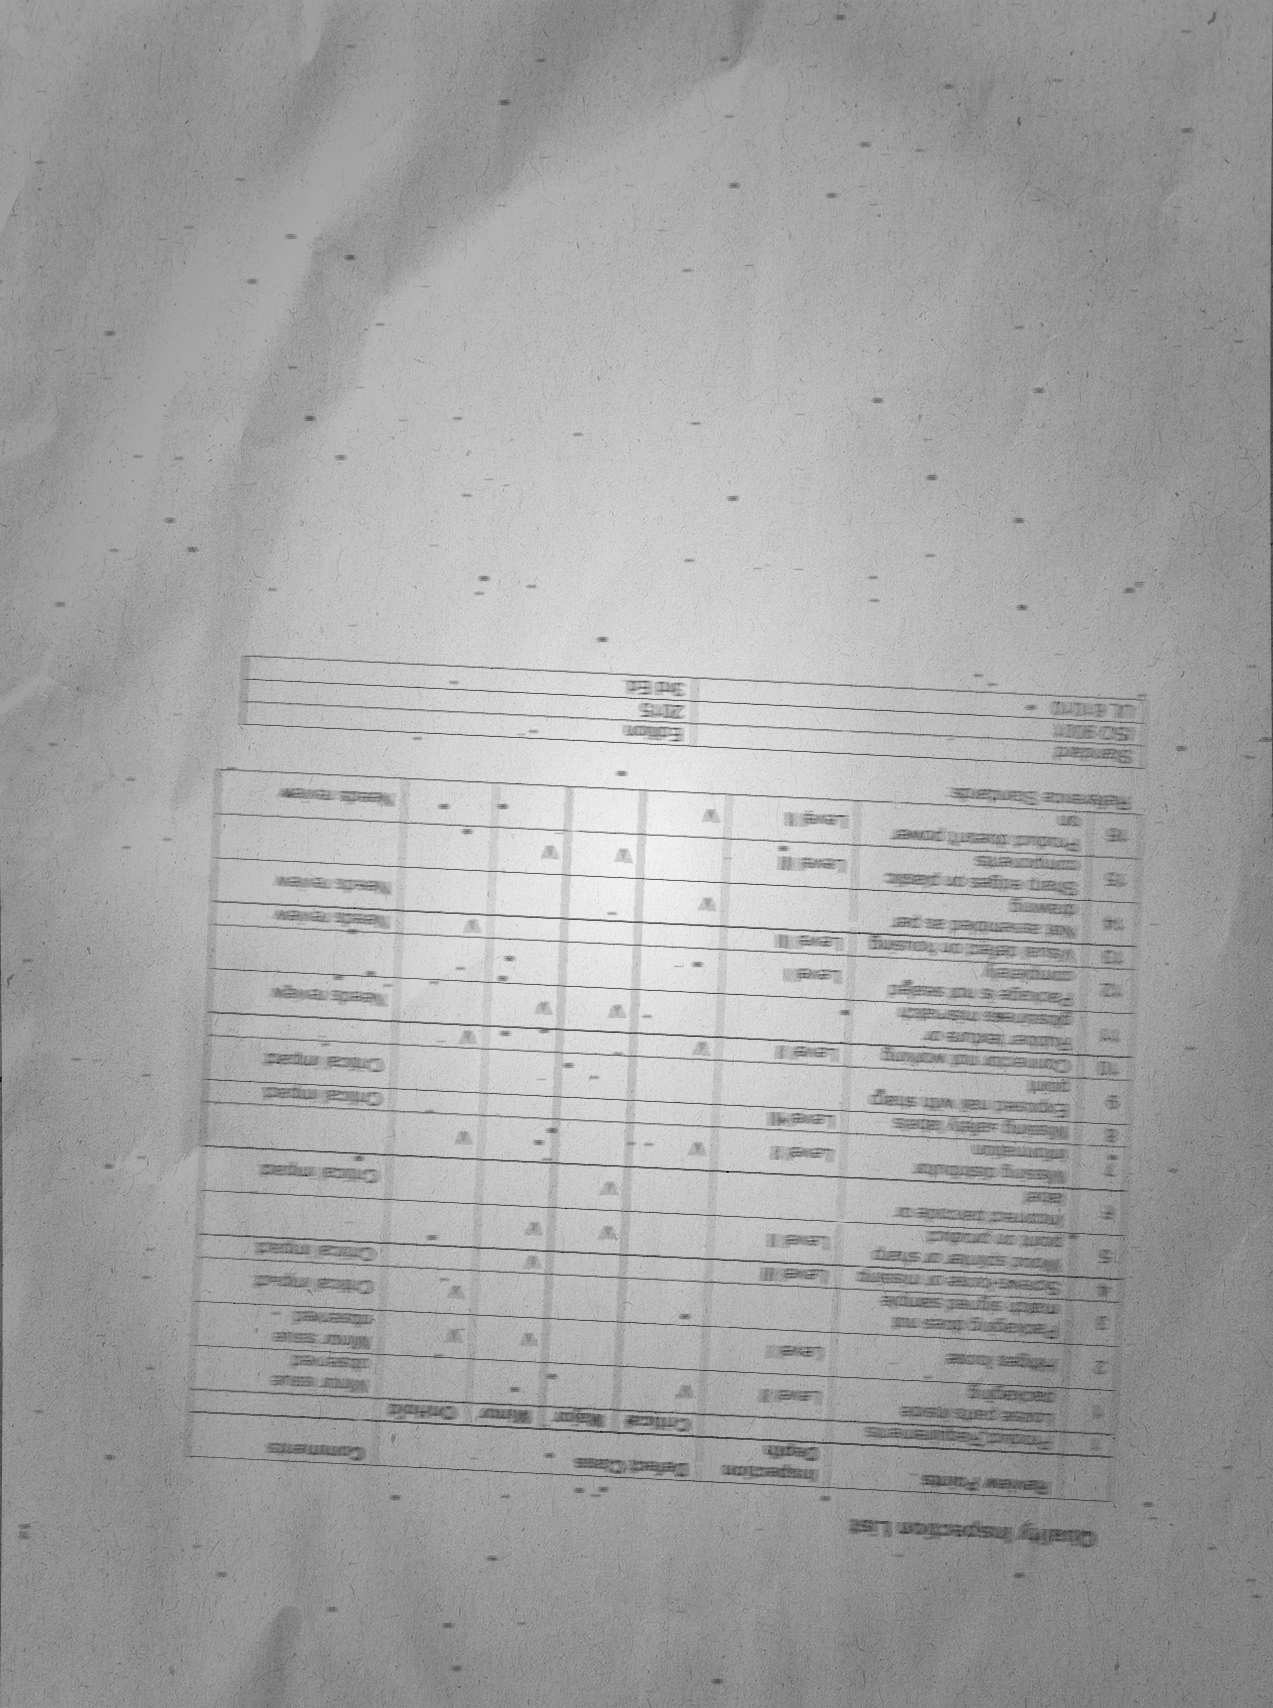 Quality Inspection List
Review Points Inspection Depth Defect Class Comments
Product/Requirements Critical Major Minor OnHold
1 Loose parts inside packaging Level II Minor issue observed
2 Hinges loose Level I Minor issue observed
3 Packaging does not match signed sample Critical impact
4 Screws-loose or missing Level III Critical impact
5 Wood splinter or sharp point on product Level II
6 Incorrect barcode or label Critical impact
7 Missing distributor information Level II
8 Missing safety labels Level III Critical impact
9 Exposed nail with sharp point Critical impact
10 Connector not working Level II
11 Rubber texture or glossiness mismatch Needs review
12 Package is not sealed completely Level I
13 Visual defect on housing Level III Needs review
14 Not assembled as per drawing Needs review
15 Sharp edges on plastic components Level III
16 Product doesn't power on Level II Needs review
Reference Standards
Standard Edition
ISO 9001 2015
UL 61010 3rd Ed.